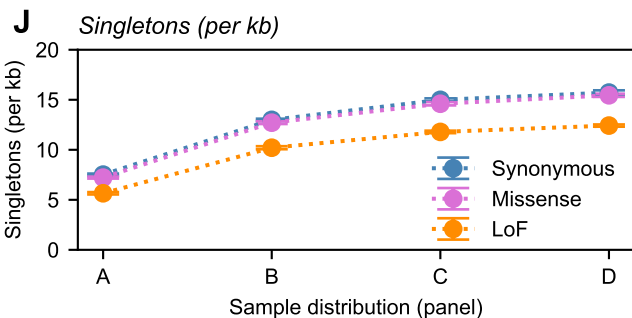 J
Singletons (per kb)
Singletons (per kb)
20
15
10
5
0
Synonymous
Missense
LoF
A B C D
Sample distribution (panel)